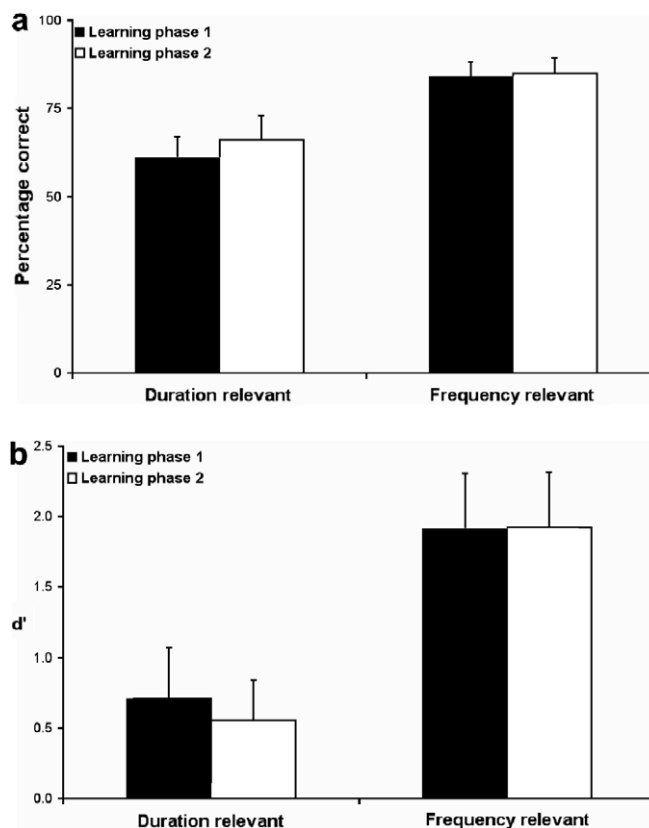 a
100
Learning phase 1
Learning phase 2
75
50
25
0
Percentage correct
Duration relevant
Frequency relevant
b
2.5
Learning phase 1
Learning phase 2
2.0
1.5
1.0
0.5
0.0
d'
Duration relevant
Frequency relevant